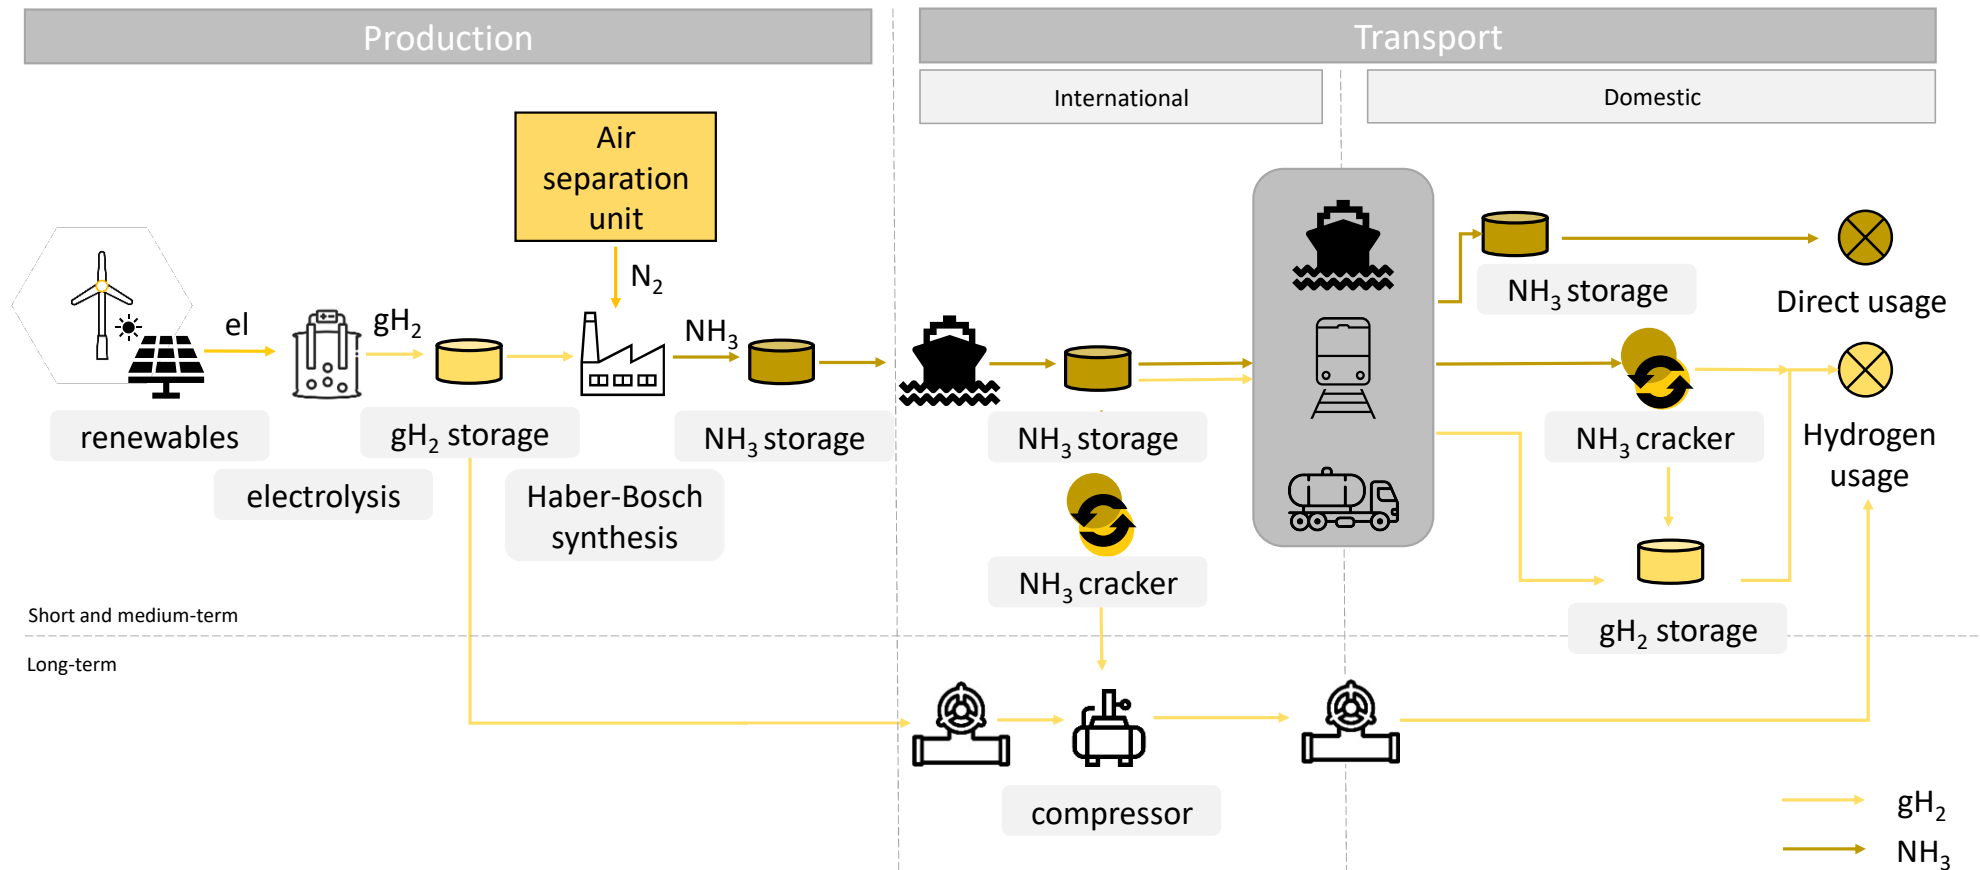 Production
Transport
International
Domestic
Air
separation
unit
N₂
el
gH₂
NH₃
renewables
electrolysis
gH₂ storage
Haber-Bosch
synthesis
NH₃ storage
NH₃ storage
NH₃ cracker
NH₃ storage
Direct usage
NH₃ cracker
Hydrogen
usage
gH₂ storage
Short and medium-term
Long-term
compressor
gH₂
NH₃